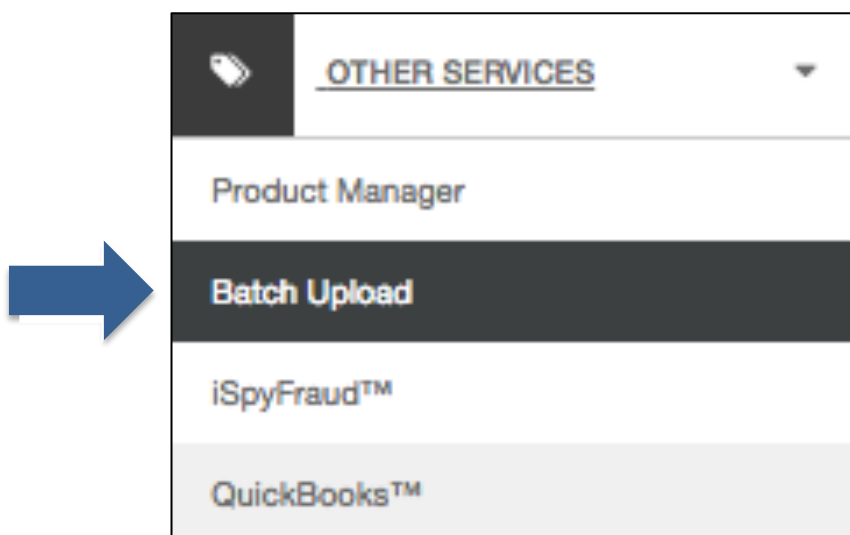 OTHER SERVICES
Product Manager
Batch Upload
iSpyFraud™
QuickBooks™